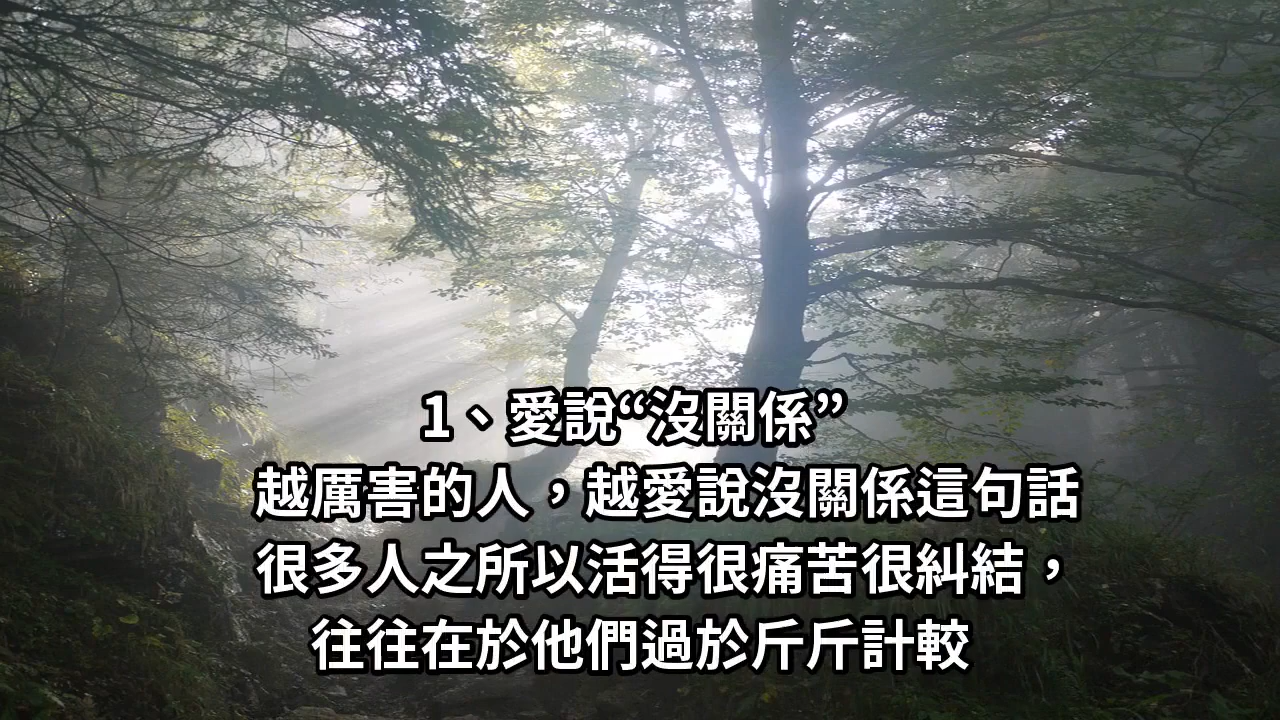 1、愛說“沒關係”
越厲害的人，越愛說沒關係這句話
很多人之所以活得很痛苦很糾結，
往往在於他們過於斤斤計較